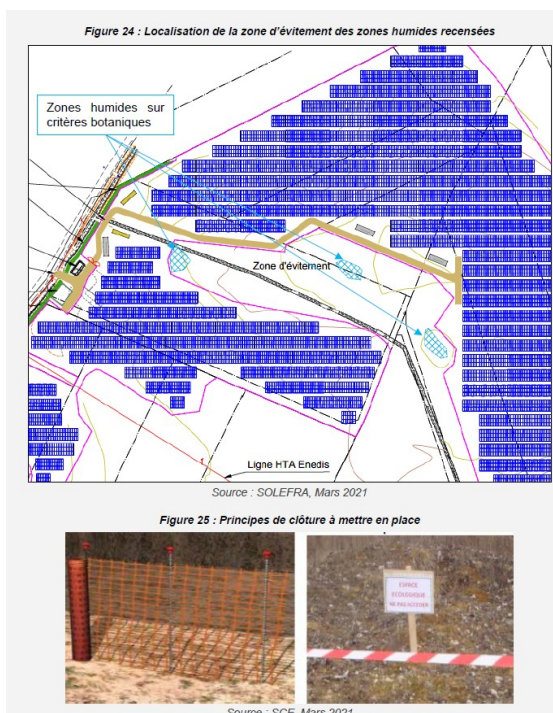 Figure 24 : Localisation de la zone d'évitement des zones humides recensées
Zones humides sur
critères botaniques
Zone d'évitement
Ligne HTA Enedis
Source : SOLEFRA, Mars 2021
Figure 25 : Principes de clôture à mettre en place
ESPACE
ECOLOGIQUE
NE PAS ACCEDER
Source : SCE, Mars 2021